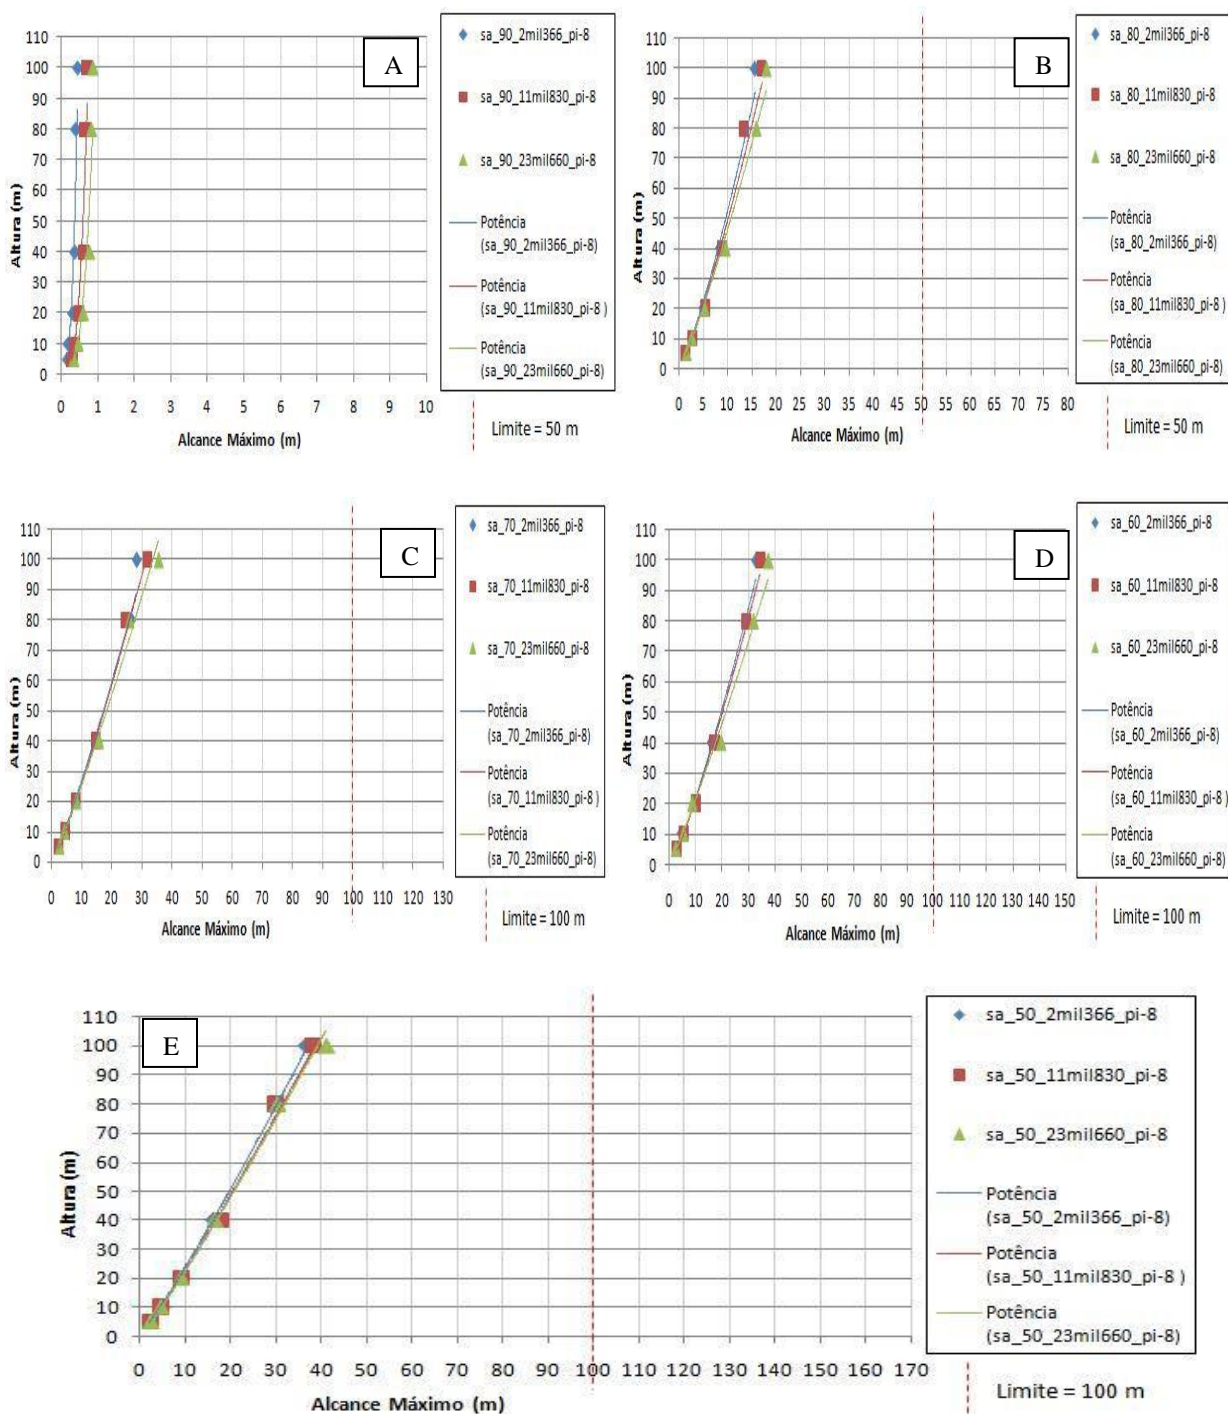 A
110
100
90
80
70
60
50
40
30
20
10
0
Altura (m)
0 1 2 3 4 4 5 6 7 8 10
Alcance Máximo (m)
sa_90_2mil366_pi-8
sa_90_11mil830_pi-8
sa_90_23mil660_pi-8
Potência
(sa_90_2mil366_pi-8)
Potência
(sa_90_11mil830_pi-8 )
Potência
(sa_90_23mil660_pi-8)
Limite = 50 m
B
110
100
90
80
70
60
50
40
30
20
10
0
Altura (m)
0 5 10 15 20 25 30 35 40 45 50 55 60 65 70 75 80
Alcance Máximo (m)
sa_80_2mil366_pi-8
sa_80_11mil830_pi-8
sa_80_23mil660_pi-8
Potência
(sa_80_2mil366_pi-8)
Potência
(sa_80_11mil830_pi-8 )
Potência
(sa_80_23mil660_pi-8)
Limite = 50 m
C
110
100
90
80
70
60
50
40
30
20
10
0
Altura (m)
0 10 20 30 40 50 60 70 80 90 100 110 120 130
Alcance Máximo (m)
sa_70_2mil366_pi-8
sa_70_11mil830_pi-8
sa_70_23mil660_pi-8
Potência
(sa_70_2mil366_pi-8)
Potência
(sa_70_11mil830_pi-8 )
Potência
(sa_70_23mil660_pi-8)
Limite = 100 m
D
110
100
90
80
70
60
50
40
30
20
10
0
Altura (m)
0 10 20 30 40 50 60 70 80 90 100 110 120 130 140 150
Alcance Máximo (m)
sa_60_2mil366_pi-8
sa_60_11mil830_pi-8
sa_60_23mil660_pi-8
Potência
(sa_60_2mil366_pi-8)
Potência
(sa_60_11mil830_pi-8 )
Potência
(sa_60_23mil660_pi-8)
Limite = 100 m
E
110
100
90
80
70
60
50
40
30
20
10
0
Altura (m)
0 10 20 30 40 50 60 70 80 90 100 110 120 130 140 150 160 170
Alcance Máximo (m)
sa_50_2mil366_pi-8
sa_50_11mil830_pi-8
sa_50_23mil660_pi-8
Potência
(sa_50_2mil366_pi-8)
Potência
(sa_50_11mil830_pi-8 )
Potência
(sa_50_23mil660_pi-8)
Limite = 100 m